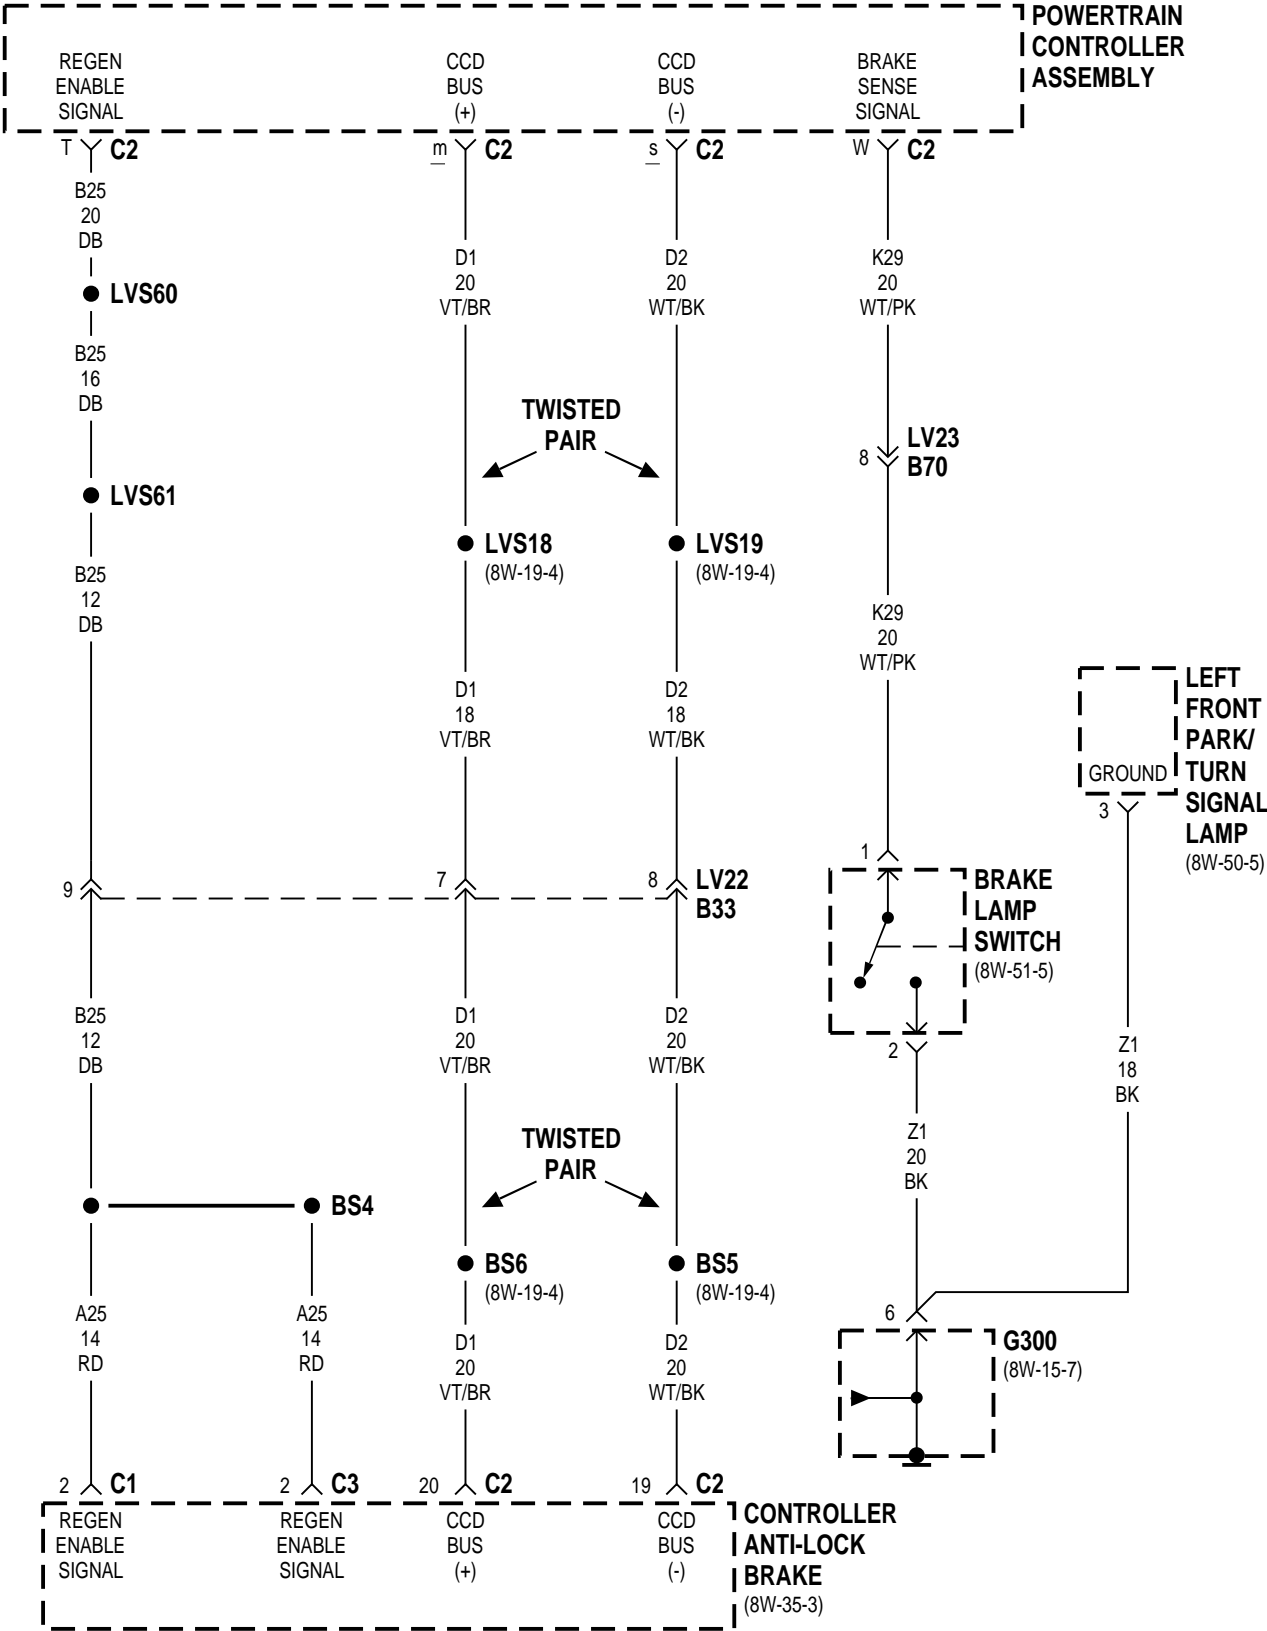 POWERTRAIN
CONTROLLER
ASSEMBLY
REGEN
ENABLE
SIGNAL
CCD
BUS
(+)
CCD
BUS
(-)
BRAKE
SENSE
SIGNAL
T C2
m C2
s C2
W C2
B25
20
DB
D1
20
VT/BR
D2
20
WT/BK
K29
20
WT/PK
LVS60
B25
16
DB
TWISTED
PAIR
LV23
8 B70
LVS61
LVS18
(8W-19-4)
LVS19
(8W-19-4)
B25
12
DB
K29
20
WT/PK
D1
18
VT/BR
D2
18
WT/BK
LEFT
FRONT
PARK/
TURN
SIGNAL
LAMP
(8W-50-5)
GROUND
3
9
7
8 LV22
B33
1
BRAKE
LAMP
SWITCH
(8W-51-5)
2
B25
12
DB
D1
20
VT/BR
D2
20
WT/BK
Z1
18
BK
Z1
20
BK
TWISTED
PAIR
BS4
BS6
(8W-19-4)
BS5
(8W-19-4)
A25
14
RD
A25
14
RD
D1
20
VT/BR
D2
20
WT/BK
6
G300
(8W-15-7)
2 C1
2 C3
20 C2
19 C2
REGEN
ENABLE
SIGNAL
REGEN
ENABLE
SIGNAL
CCD
BUS
(+)
CCD
BUS
(-)
CONTROLLER
ANTI-LOCK
BRAKE
(8W-35-3)